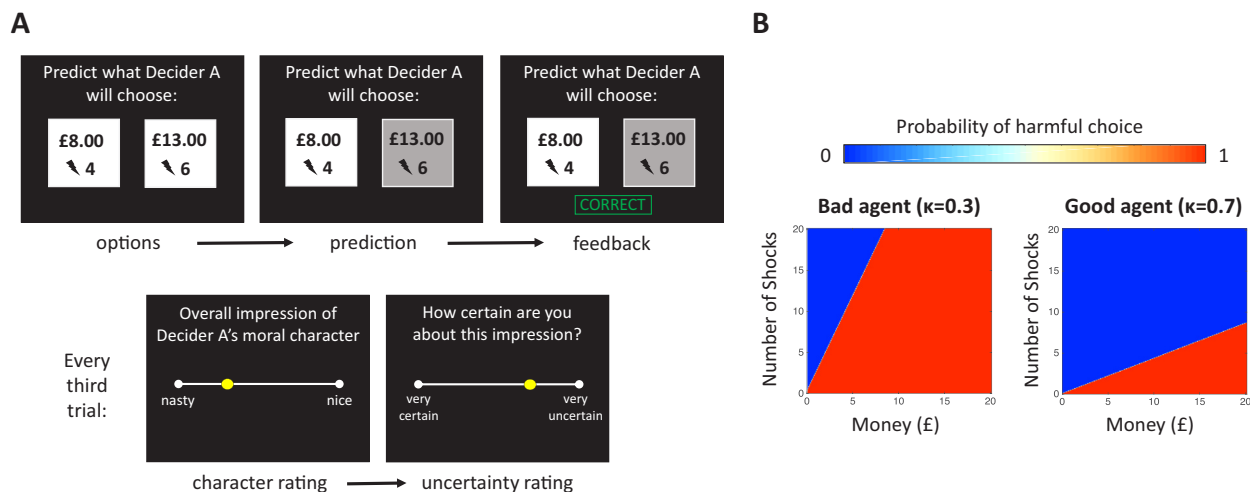 A
Predict what Decider A
will choose:
£8.00
4
£13.00
6
Predict what Decider A
will choose:
£8.00
4
£13.00
6
Predict what Decider A
will choose:
£8.00
4
£13.00
6
CORRECT
options
prediction
feedback
Every
third
trial:
Overall impression of
Decider A's moral character
nasty
nice
How certain are you
about this impression?
very
certain
very
uncertain
character rating
uncertainty rating
B
Probability of harmful choice
0
1
Bad agent (κ=0.3)
Number of Shocks
20
15
10
5
0
0 5 10 15 20
Money (£)
Good agent (κ=0.7)
Number of Shocks
20
15
10
5
0
0 5 10 15 20
Money (£)